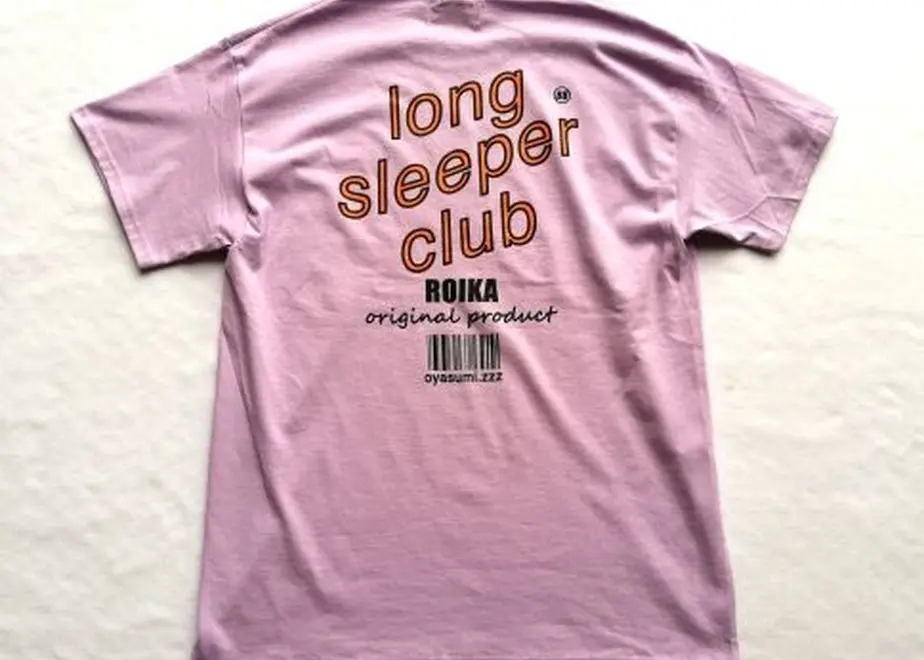 long
sleeper
club
ROIKA
original product
oyasumi.zzz